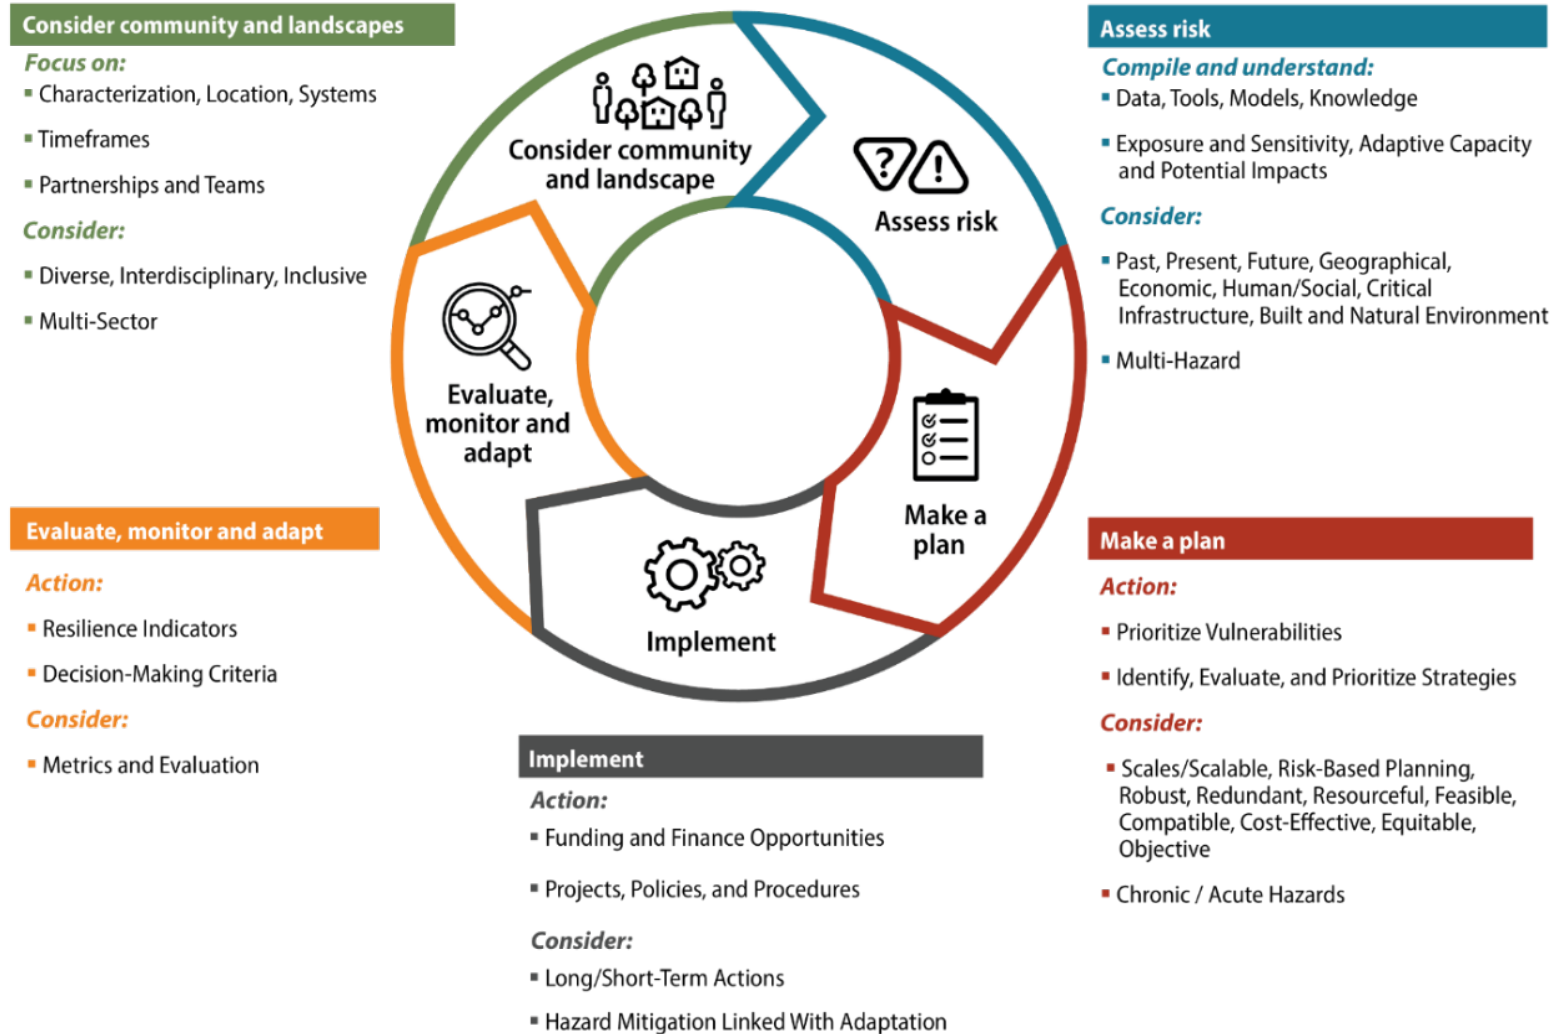 Consider community and landscapes
Focus on:
▪ Characterization, Location, Systems
▪ Timeframes
▪ Partnerships and Teams
Consider:
▪ Diverse, Interdisciplinary, Inclusive
▪ Multi-Sector
Consider community
and landscape
Assess risk
Make a
plan
Implement
Evaluate,
monitor and
adapt
? !
Assess risk
Compile and understand:
▪ Data, Tools, Models, Knowledge
▪ Exposure and Sensitivity, Adaptive Capacity
and Potential Impacts
Consider:
▪ Past, Present, Future, Geographical,
Economic, Human/Social, Critical
Infrastructure, Built and Natural Environment
▪ Multi-Hazard
Make a plan
Action:
▪ Prioritize Vulnerabilities
▪ Identify, Evaluate, and Prioritize Strategies
Consider:
▪ Scales/Scalable, Risk-Based Planning,
Robust, Redundant, Resourceful, Feasible,
Compatible, Cost-Effective, Equitable,
Objective
▪ Chronic / Acute Hazards
Implement
Action:
▪ Funding and Finance Opportunities
▪ Projects, Policies, and Procedures
Consider:
▪ Long/Short-Term Actions
▪ Hazard Mitigation Linked With Adaptation
Evaluate, monitor and adapt
Action:
▪ Resilience Indicators
▪ Decision-Making Criteria
Consider:
▪ Metrics and Evaluation